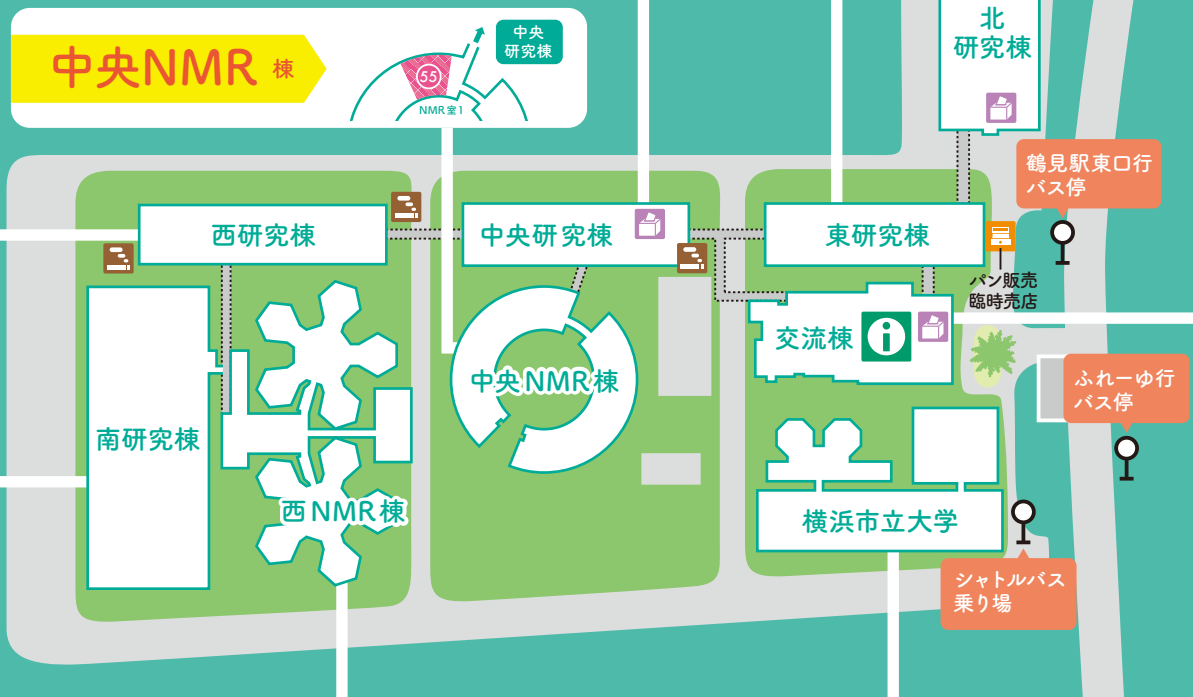 中央NMR 棟
中央
研究棟
55
NMR室1
北
研究棟
鶴見駅東口行
バス停
西研究棟
中央研究棟
東研究棟
パン販売
臨時売店
交流棟
i
ふれーゆ行
バス停
中央NMR棟
南研究棟
西NMR棟
横浜市立大学
シャトルバス
乗り場